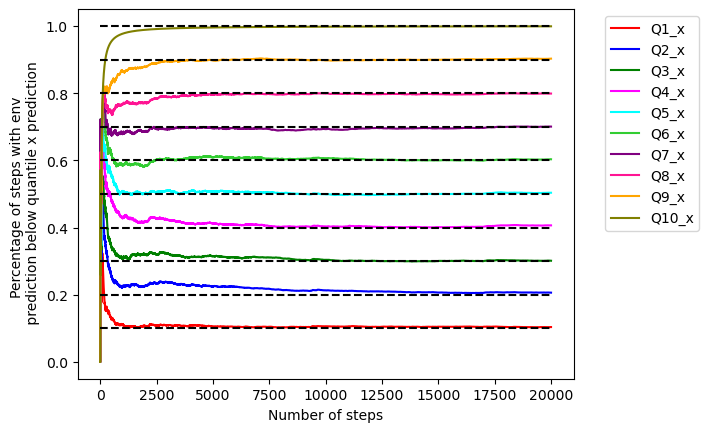 1.0
0.8
0.6
0.4
0.2
0.0
Percentage of steps with env
prediction below quantile x prediction
0
2500
5000
7500
10000
12500
15000
17500
20000
Number of steps
Q1_x
Q2_x
Q3_x
Q4_x
Q5_x
Q6_x
Q7_x
Q8_x
Q9_x
Q10_x